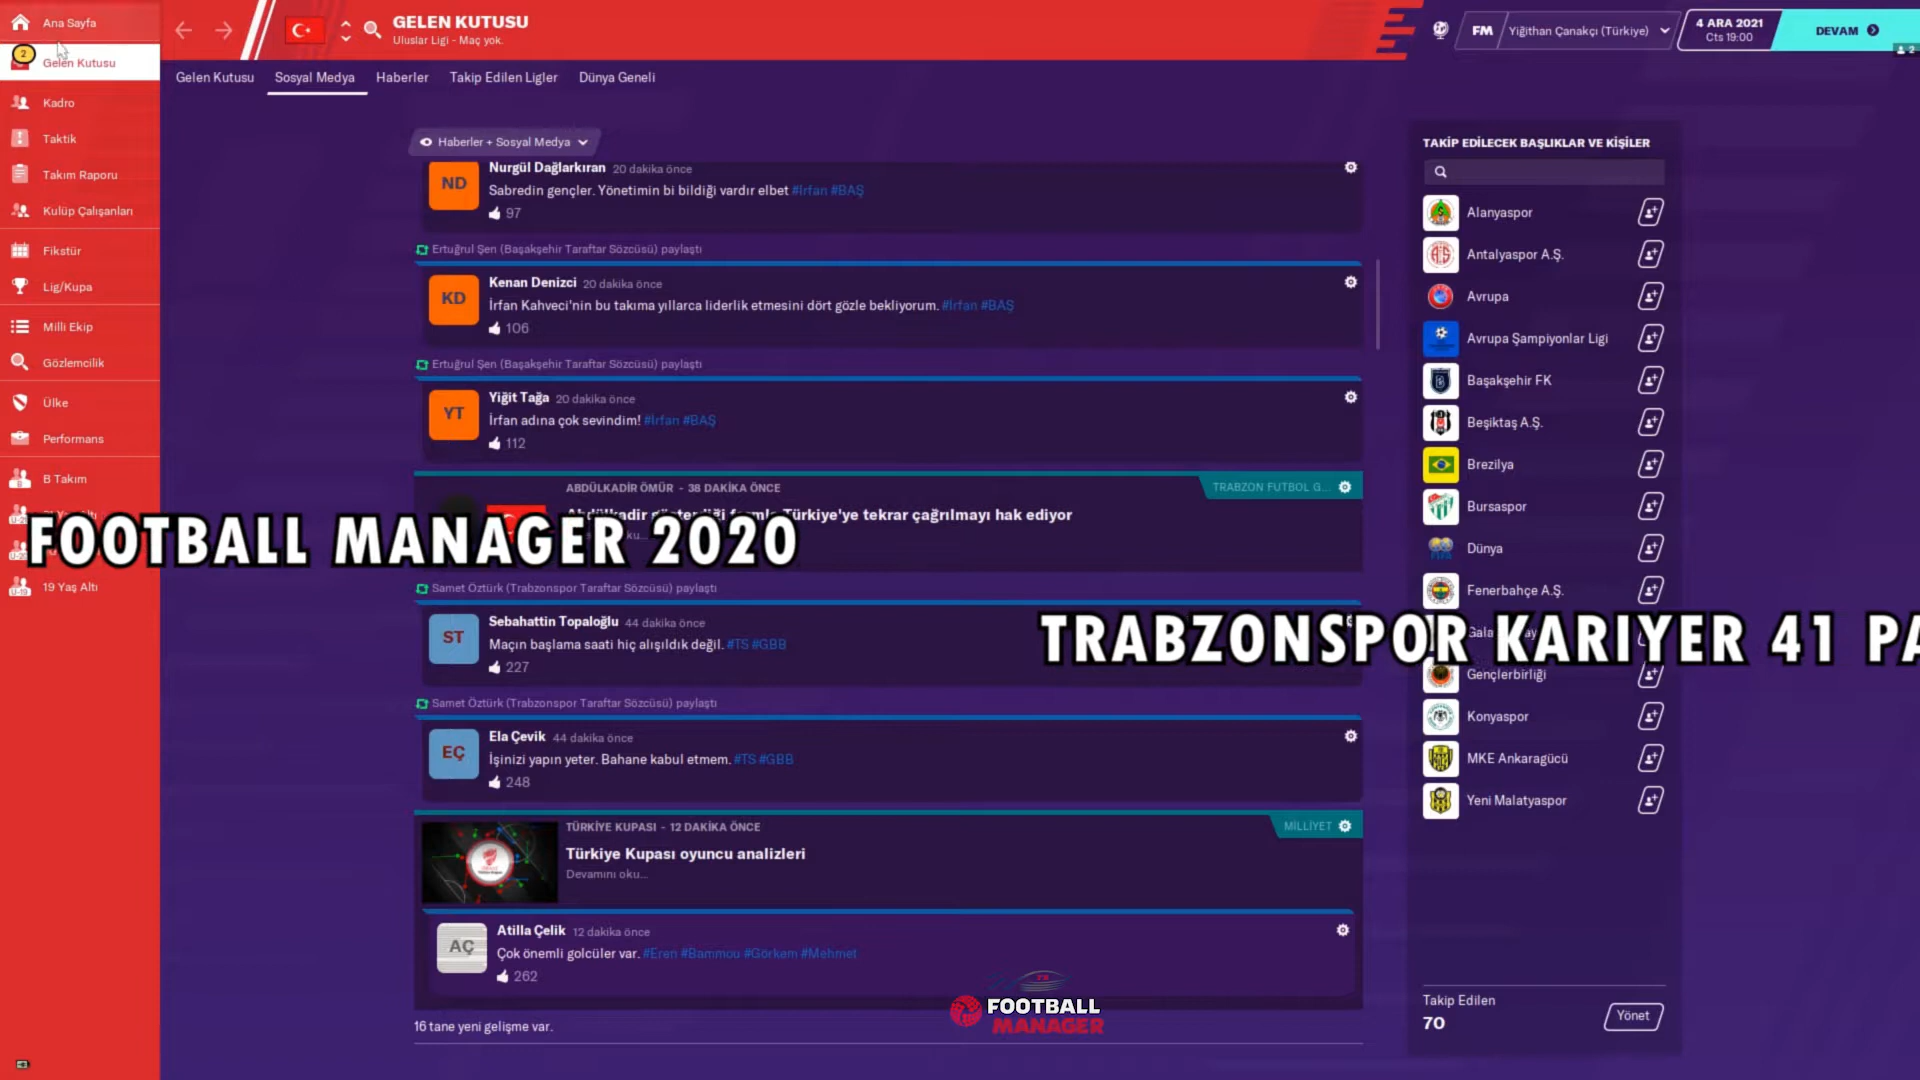 Ana Sayfa
2
Gelen Kutusu
Kadro
Taktik
Takım Raporu
Kulüp Çalışanları
Fikstür
Lig/Kupa
Milli Ekip
Gözlemcilik
Ülke
Performans
B Takım
19 Yaş Altı
GELEN KUTUSU
Uluslar Ligi - Maç yok.
FM
Yiğithan Çanakçı (Türkiye)
4 ARA 2021
Cts 19:00
DEVAM
2
Gelen Kutusu
Sosyal Medya
Haberler
Takip Edilen Ligler
Dünya Geneli
Haberler + Sosyal Medya
ND
Nurgül Dağlarkıran 20 dakika önce
Sabredin gençler. Yönetimin bi bildiği vardır elbet #İrfan #BAŞ
97
Ertuğrul Şen (Başakşehir Taraftar Sözcüsü) paylaştı
KD
Kenan Denizci 20 dakika önce
İrfan Kahveci'nin bu takıma yıllarca liderlik etmesini dört gözle bekliyorum. #İrfan #BAŞ
106
Ertuğrul Şen (Başakşehir Taraftar Sözcüsü) paylaştı
YT
Yiğit Tağa 20 dakika önce
İrfan adına çok sevindim! #İrfan #BAŞ
112
ABDÜLKADİR ÖMÜR - 38 DAKİKA ÖNCE
TRABZON FUTBOL G...
Abdülkadir gösterdiği formla Türkiye'ye tekrar çağrılmayı hak ediyor
FOOTBALL MANAGER 2020
Samet Öztürk (Trabzonspor Taraftar Sözcüsü) paylaştı
ST
Sebahattin Topaloğlu 44 dakika önce
Maçın başlama saati hiç alışıldık değil. #TS #GBB
227
TRABZONSPOR KARIYER 41 PA
Samet Öztürk (Trabzonspor Taraftar Sözcüsü) paylaştı
EÇ
Ela Çevik 44 dakika önce
İşinizi yapın yeter. Bahane kabul etmem. #TS #GBB
248
TÜRKİYE KUPASI - 12 DAKİKA ÖNCE
MİLLİYET
Türkiye Kupası oyuncu analizleri
Devamını oku...
AÇ
Atilla Çelik 12 dakika önce
Çok önemli golcüler var. #Eren #Bammou #Görkem #Mehmet
262
FOOTBALL
MANAGER
16 tane yeni gelişme var.
TAKİP EDİLECEK BAŞLIKLAR VE KİŞİLER
Alanyaspor
Antalyaspor A.Ş.
Avrupa
Avrupa Şampiyonlar Ligi
Başakşehir FK
Beşiktaş A.Ş.
Brezilya
Bursaspor
Dünya
Fenerbahçe A.Ş.
Gençlerbirliği
Konyaspor
MKE Ankaragücü
Yeni Malatyaspor
Takip Edilen
70
Yönet